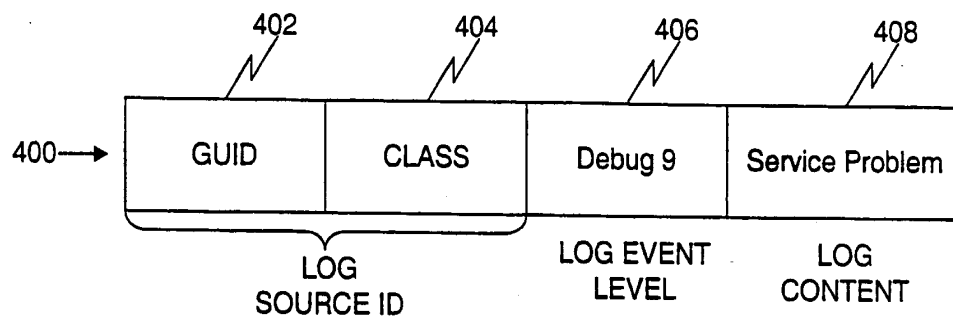 402 404 406 408
400
GUID CLASS Debug 9 Service Problem
LOG
SOURCE ID
LOG EVENT
LEVEL
LOG
CONTENT